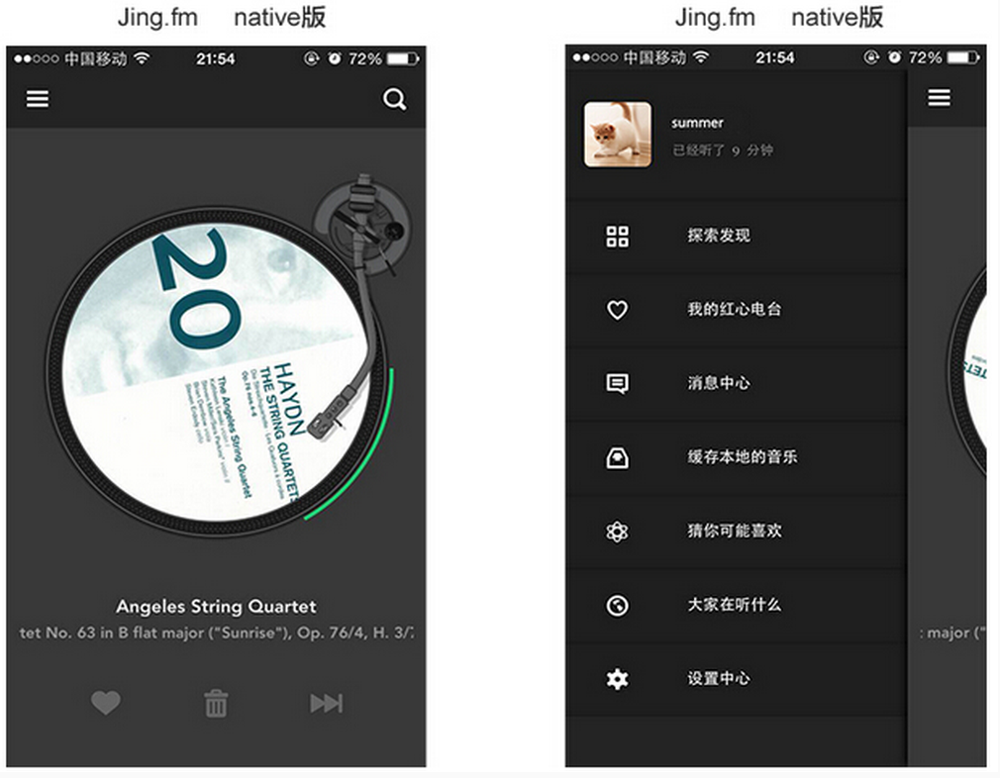 Jing.fm native版
中国移动 21:54 72%
20
HAYDN
THE STRING QUARTETS
Op.76 nos.4-6
The Angeles String Quartet
Angeles String Quartet
tet No. 63 in B flat major ("Sunrise"), Op. 76/4, H. 3/
Jing.fm native版
中国移动 21:54 72%
summer
已经听了 9 分钟
探索发现
我的红心电台
消息中心
缓存本地的音乐
猜你可能喜欢
大家在听什么
设置中心
: major ("